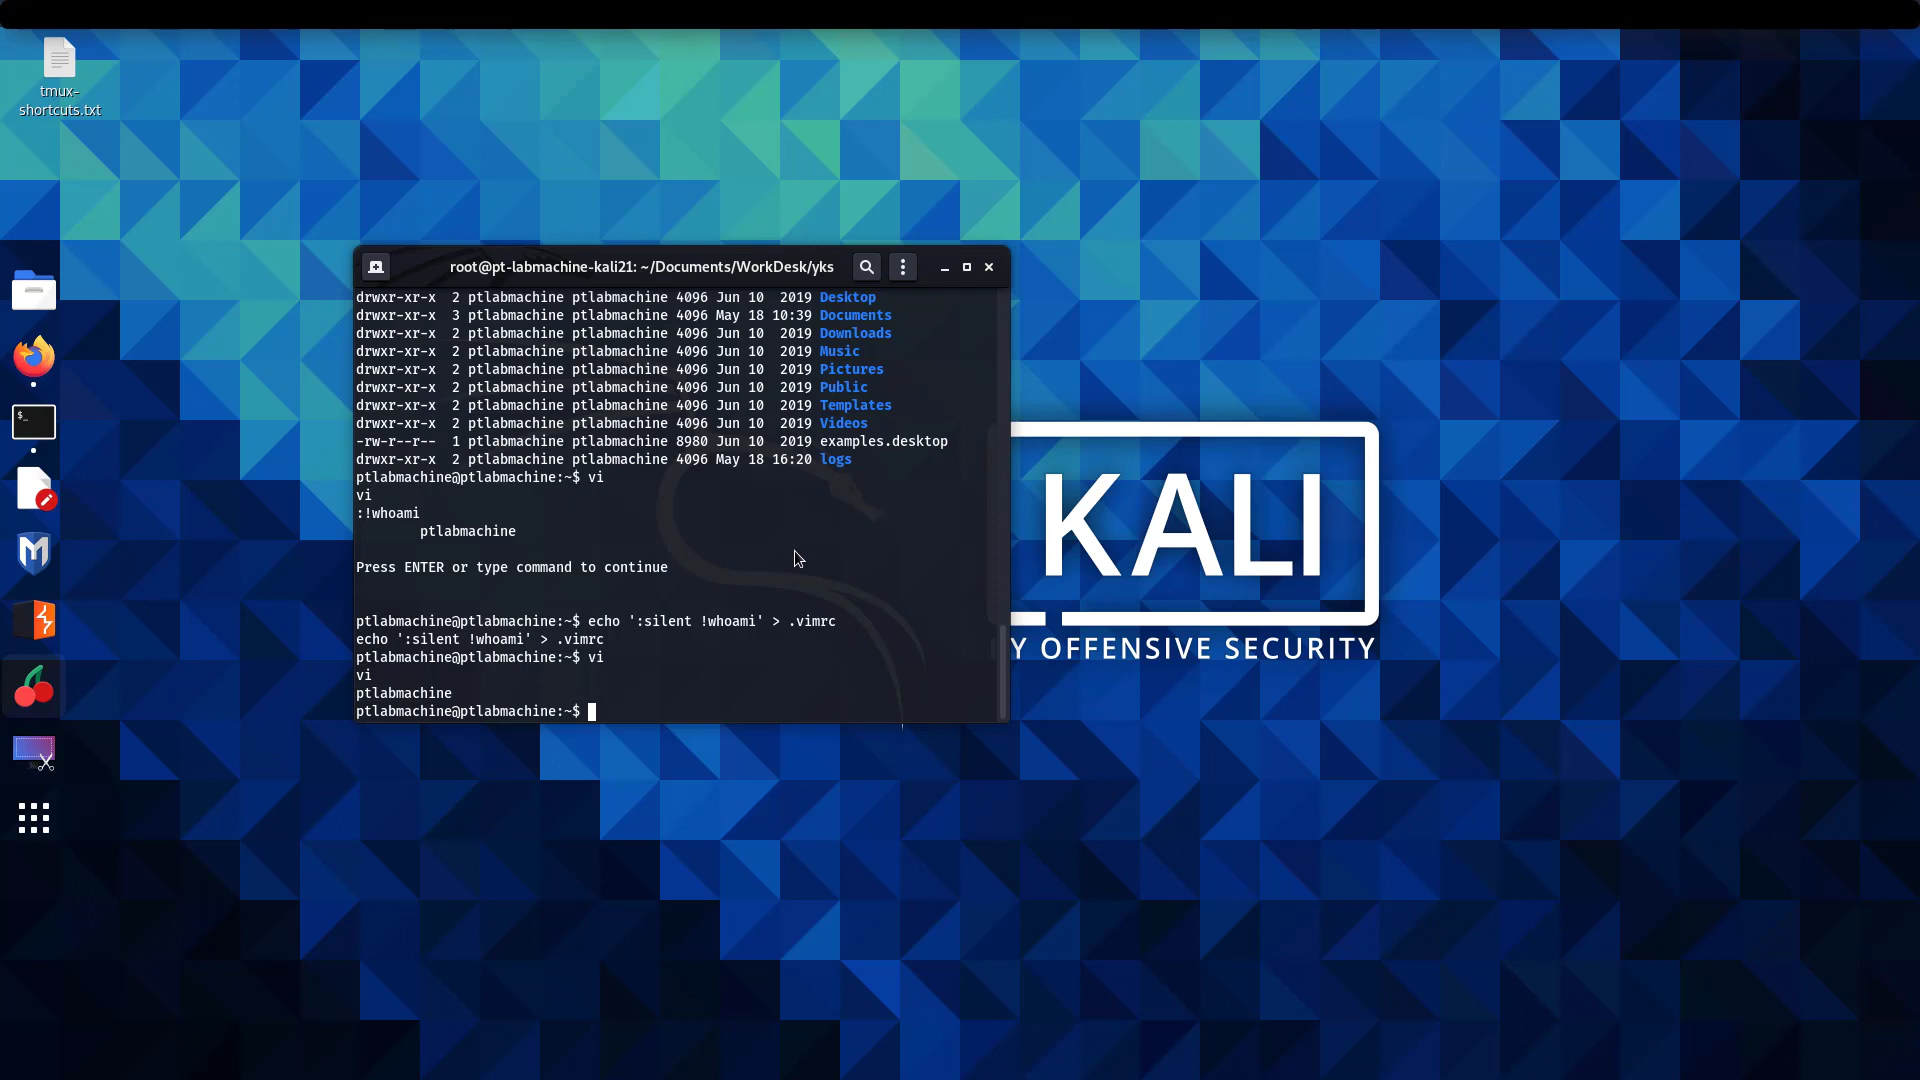 tmux-
shortcuts.txt
root@pt-labmachine-kali21: ~/Documents/WorkDesk/yks
drwxr-xr-x  2 ptlabmachine ptlabmachine 4096 Jun 10  2019 Desktop
drwxr-xr-x  3 ptlabmachine ptlabmachine 4096 May 18 10:39 Documents
drwxr-xr-x  2 ptlabmachine ptlabmachine 4096 Jun 10  2019 Downloads
drwxr-xr-x  2 ptlabmachine ptlabmachine 4096 Jun 10  2019 Music
drwxr-xr-x  2 ptlabmachine ptlabmachine 4096 Jun 10  2019 Pictures
drwxr-xr-x  2 ptlabmachine ptlabmachine 4096 Jun 10  2019 Public
drwxr-xr-x  2 ptlabmachine ptlabmachine 4096 Jun 10  2019 Templates
drwxr-xr-x  2 ptlabmachine ptlabmachine 4096 Jun 10  2019 Videos
-rw-r--r--  1 ptlabmachine ptlabmachine 8980 Jun 10  2019 examples.desktop
drwxr-xr-x  2 ptlabmachine ptlabmachine 4096 May 18 16:20 logs
ptlabmachine@ptlabmachine:~$ vi
vi
:!whoami
        ptlabmachine
Press ENTER or type command to continue
ptlabmachine@ptlabmachine:~$ echo ':silent !whoami' > .vimrc
echo ':silent !whoami' > .vimrc
ptlabmachine@ptlabmachine:~$ vi
vi
ptlabmachine
ptlabmachine@ptlabmachine:~$
KALI
Y OFFENSIVE SECURITY
$_